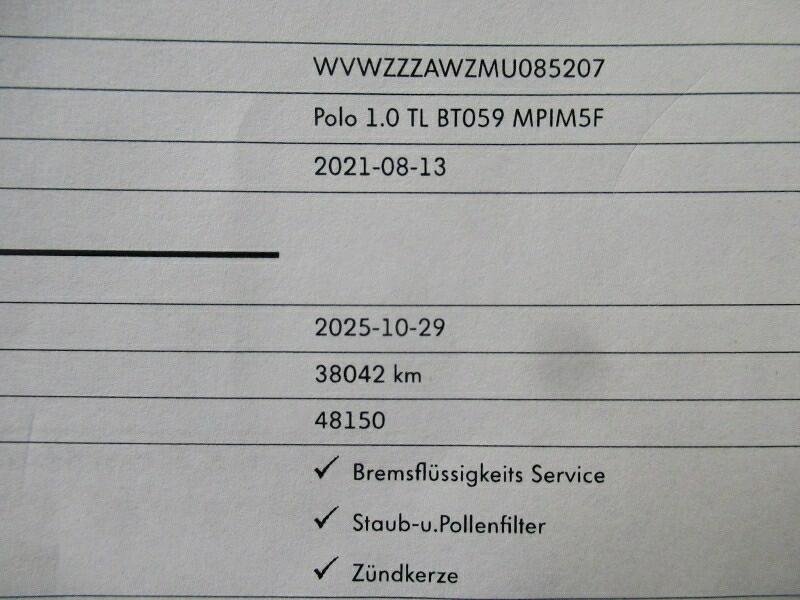 WVWZZZAWZMU085207
Polo 1.0 TL BT059 MPIM5F
2021-08-13
2025-10-29
38042 km
48150
✓ Bremsflüssigkeits Service
✓ Staub-u.Pollenfilter
✓ Zündkerze